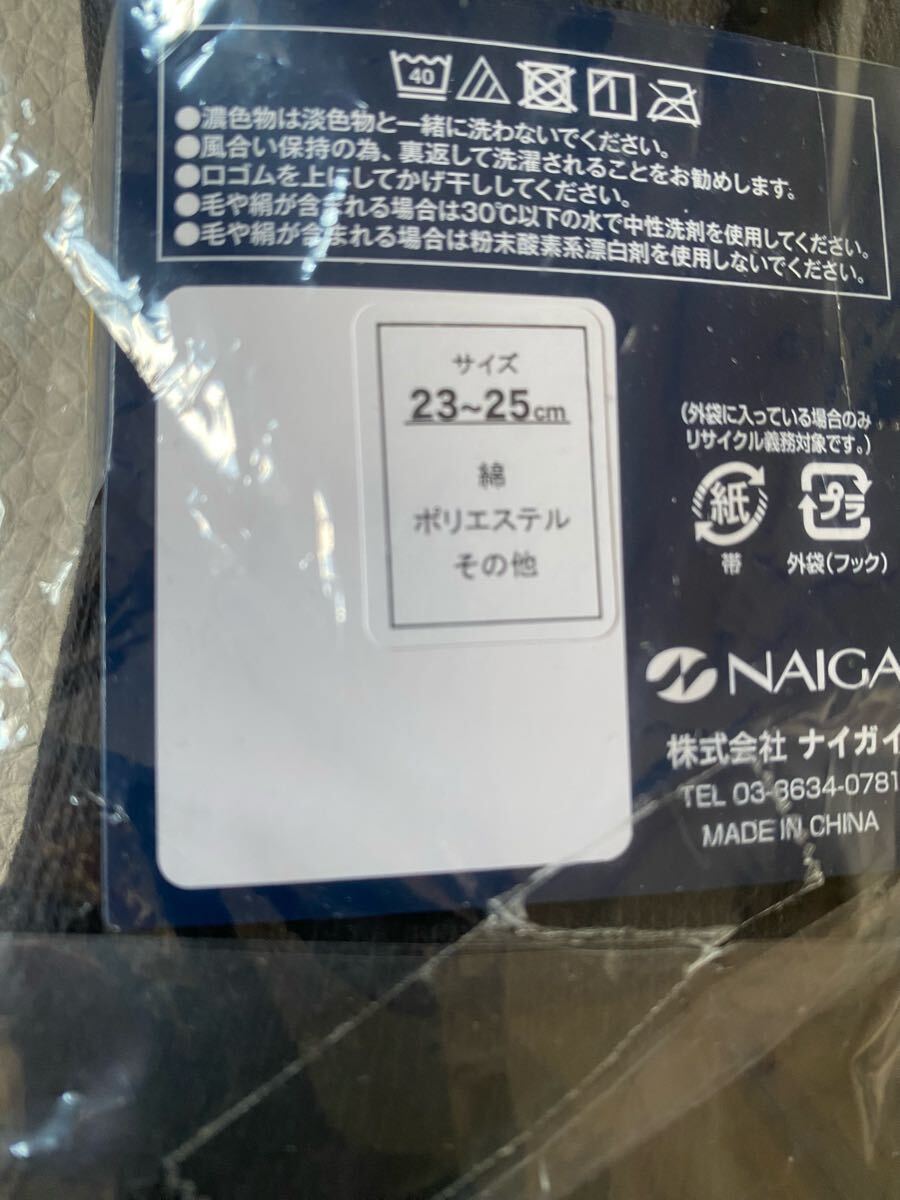 40
●濃色物は淡色物と一緒に洗わないでください。
●風合い保持の為、裏返して洗濯されることをお勧めします。
●口ゴムを上にしてかげ干ししてください。
●毛や絹が含まれる場合は30℃以下の水で中性洗剤を使用してください。
●毛や絹が含まれる場合は粉末酸素系漂白剤を使用しないでください。
サイズ
23~25cm
綿
ポリエステル
その他
(外袋に入っている場合のみ
リサイクル義務対象です。)
紙
プラ
帯
外袋(フック)
NAIGA
株式会社 ナイガイ
TEL 03-3634-0781
MADE IN CHINA